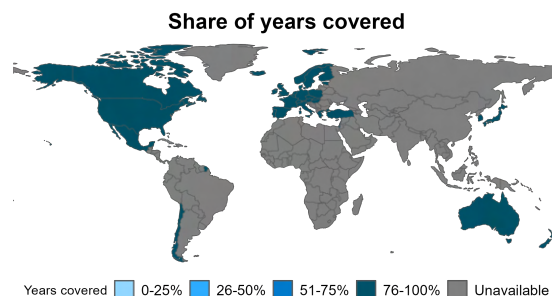 Share of years covered
Years covered 0-25% 26-50% 51-75% 76-100% Unavailable